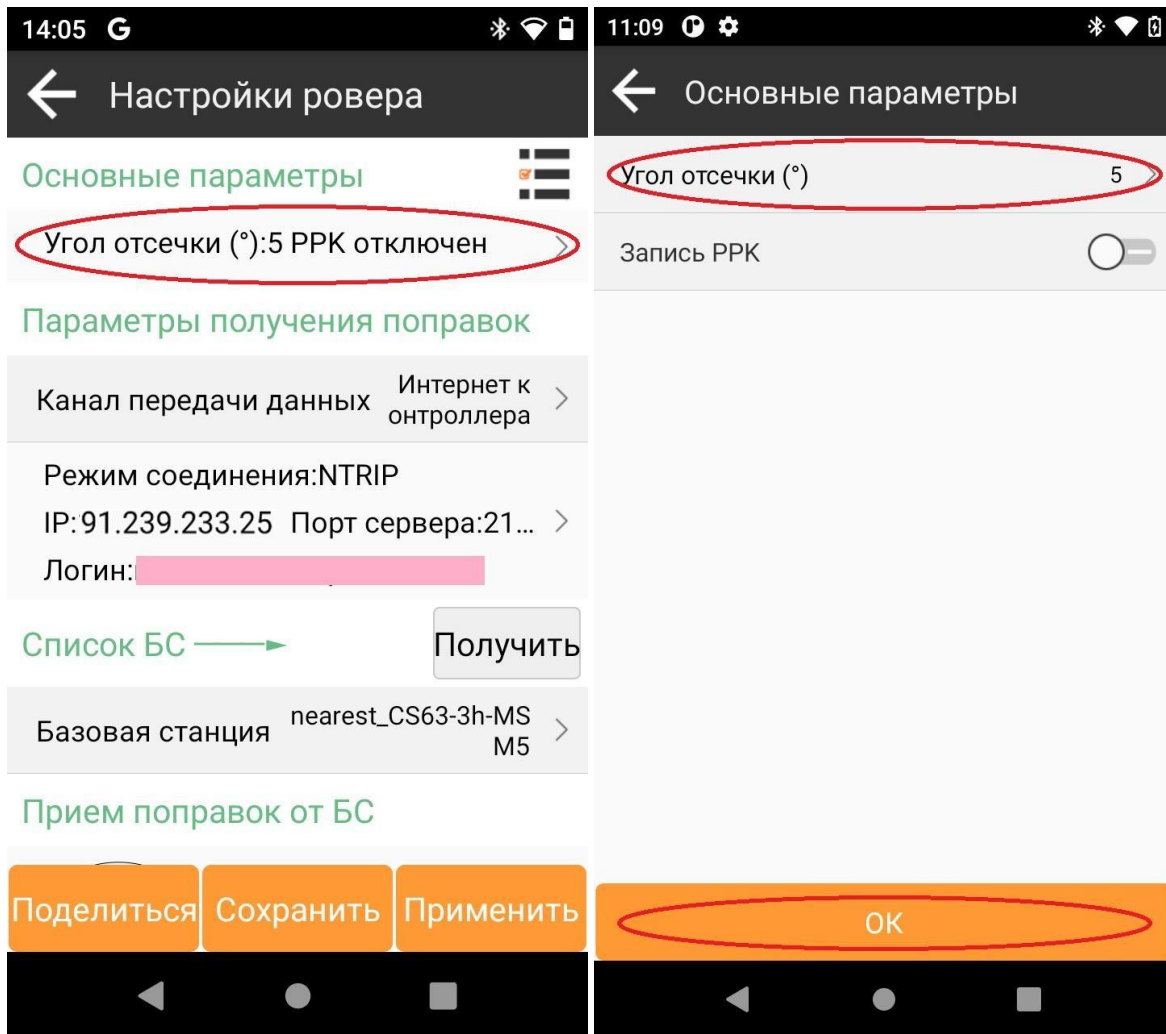 14:05 G
Настройки ровера
Основные параметры
Угол отсечки (°):5 PPK отключен
Параметры получения поправок
Канал передачи данных
Интернет к
онтроллера
Режим соединения:NTRIP
IP:91.239.233.25 Порт сервера:21...
Логин:
Список БС
Получить
Базовая станция
nearest_CS63-3h-MS
M5
Прием поправок от БС
Поделиться Сохранить Применить
11:09
Основные параметры
Угол отсечки (°) 5
Запись PPK
ОК